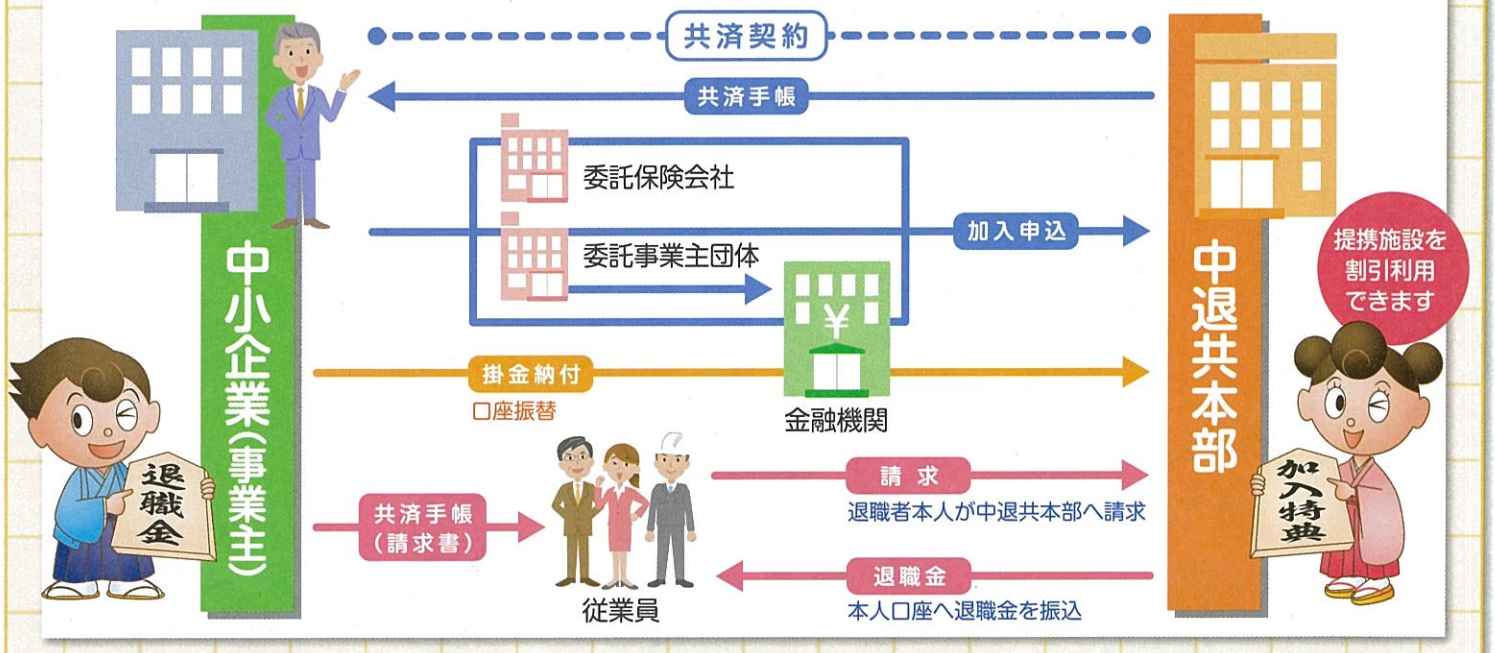 共済契約
共済手帳
委託保険会社
加入申込
委託事業主団体
提携施設を
割引利用
できます
¥
中小企業(事業主)
中退共本部
掛金納付
口座振替
金融機関
退職金
加入特典
請求
退職者本人が中退共本部へ請求
共済手帳
(請求書)
退職金
本人口座へ退職金を振込
従業員